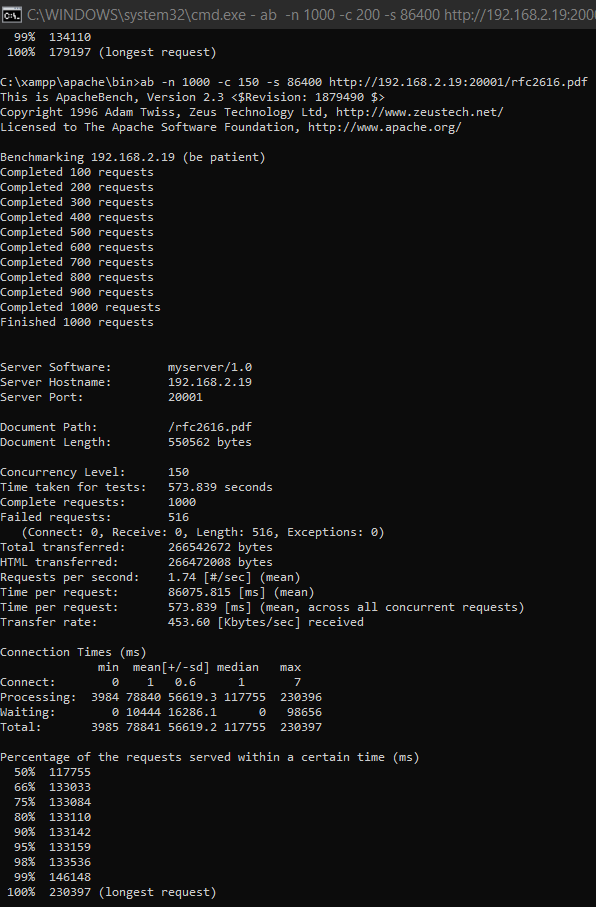 C:\WINDOWS\system32\cmd.exe - ab  -n 1000 -c 200 -s 86400 http://192.168.2.19:2000
  99%  134110
 100%  179197 (longest request)
C:\xampp\apache\bin>ab -n 1000 -c 150 -s 86400 http://192.168.2.19:20001/rfc2616.pdf
This is ApacheBench, Version 2.3 <$Revision: 1879490 $>
Copyright 1996 Adam Twiss, Zeus Technology Ltd, http://www.zeustech.net/
Licensed to The Apache Software Foundation, http://www.apache.org/
Benchmarking 192.168.2.19 (be patient)
Completed 100 requests
Completed 200 requests
Completed 300 requests
Completed 400 requests
Completed 500 requests
Completed 600 requests
Completed 700 requests
Completed 800 requests
Completed 900 requests
Completed 1000 requests
Finished 1000 requests
Server Software:        myserver/1.0
Server Hostname:        192.168.2.19
Server Port:            20001
Document Path:          /rfc2616.pdf
Document Length:        550562 bytes
Concurrency Level:      150
Time taken for tests:   573.839 seconds
Complete requests:      1000
Failed requests:        516
   (Connect: 0, Receive: 0, Length: 516, Exceptions: 0)
Total transferred:      266542672 bytes
HTML transferred:       266472008 bytes
Requests per second:    1.74 [#/sec] (mean)
Time per request:       86075.815 [ms] (mean)
Time per request:       573.839 [ms] (mean, across all concurrent requests)
Transfer rate:          453.60 [Kbytes/sec] received
Connection Times (ms)
              min  mean[+/-sd] median   max
Connect:        0    1   0.6      1       7
Processing:  3984 78840 56619.3 117755  230396
Waiting:        0 10444 16286.1      0   98656
Total:       3985 78841 56619.2 117755  230397
Percentage of the requests served within a certain time (ms)
  50%  117755
  66%  133033
  75%  133084
  80%  133110
  90%  133142
  95%  133159
  98%  133536
  99%  146148
 100%  230397 (longest request)